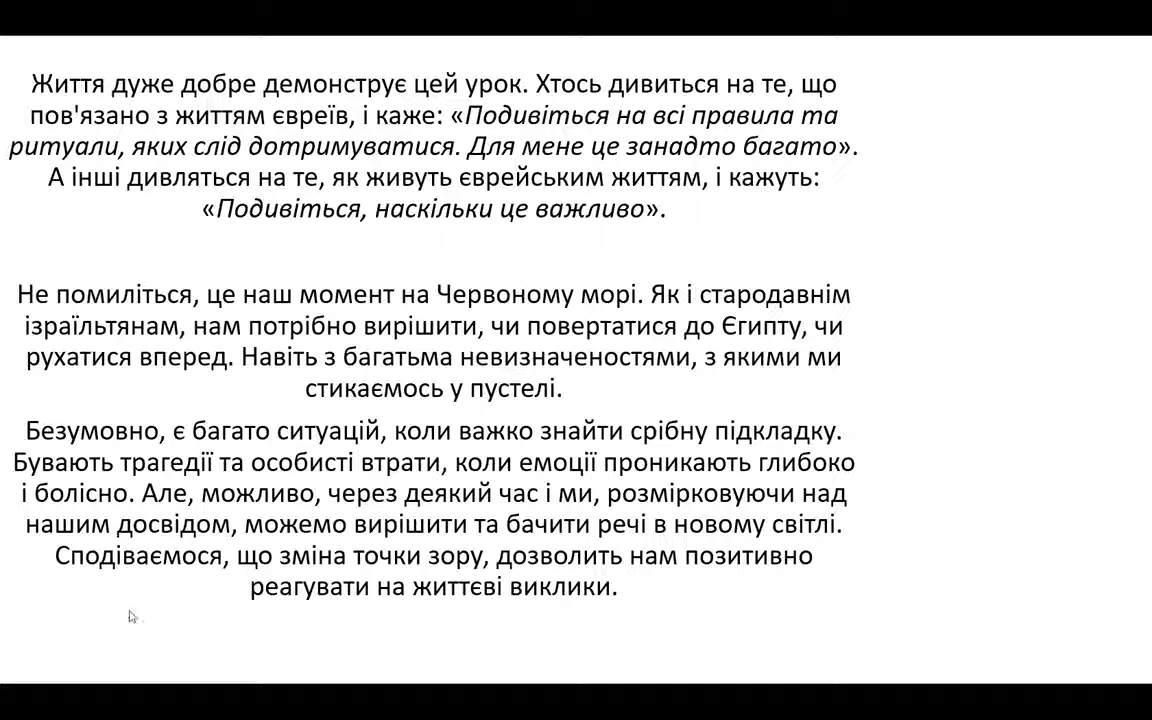 Життя дуже добре демонструє цей урок. Хтось дивиться на те, що
пов'язано з життям євреїв, і каже: «Подивіться на всі правила та
ритуали, яких слід дотримуватися. Для мене це занадто багато».
А інші дивляться на те, як живуть єврейським життям, і кажуть:
«Подивіться, наскільки це важливо».
Не помиліться, це наш момент на Червоному морі. Як і стародавнім
ізраїльтянам, нам потрібно вирішити, чи повертатися до Єгипту, чи
рухатися вперед. Навіть з багатьма невизначеностями, з якими ми
стикаємось у пустелі.
Безумовно, є багато ситуацій, коли важко знайти срібну підкладку.
Бувають трагедії та особисті втрати, коли емоції проникають глибоко
і болісно. Але, можливо, через деякий час і ми, розмірковуючи над
нашим досвідом, можемо вирішити та бачити речі в новому світлі.
Сподіваємося, що зміна точки зору, дозволить нам позитивно
реагувати на життєві виклики.